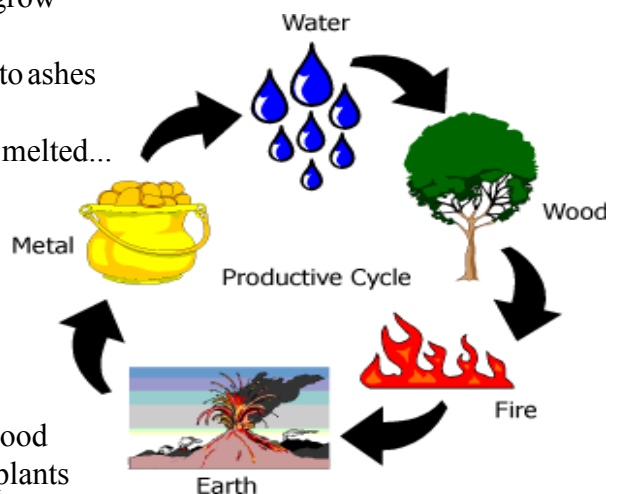 grow
to ashes
melted...
Water
Wood
Metal
Productive Cycle
Fire
Earth
ood
plants